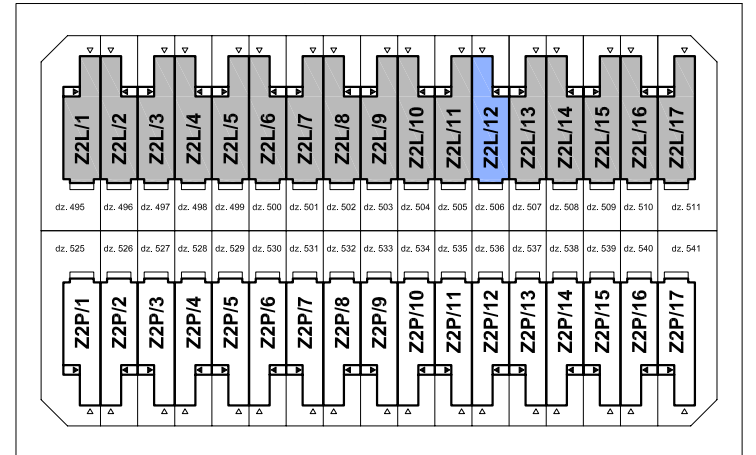 Z2L/1 Z2L/2 Z2L/3 Z2L/4 Z2L/5 Z2L/6 Z2L/7 Z2L/8 Z2L/9 Z2L/10 Z2L/11 Z2L/12 Z2L/13 Z2L/14 Z2L/15 Z2L/16 Z2L/17
dz. 495 dz. 496 dz. 497 dz. 498 dz. 499 dz. 500 dz. 501 dz. 502 dz. 503 dz. 504 dz. 505 dz. 506 dz. 507 dz. 508 dz. 509 dz. 510 dz. 511
dz. 525 dz. 526 dz. 527 dz. 528 dz. 529 dz. 530 dz. 531 dz. 532 dz. 533 dz. 534 dz. 535 dz. 536 dz. 537 dz. 538 dz. 539 dz. 540 dz. 541
Z2P/1 Z2P/2 Z2P/3 Z2P/4 Z2P/5 Z2P/6 Z2P/7 Z2P/8 Z2P/9 Z2P/10 Z2P/11 Z2P/12 Z2P/13 Z2P/14 Z2P/15 Z2P/16 Z2P/17